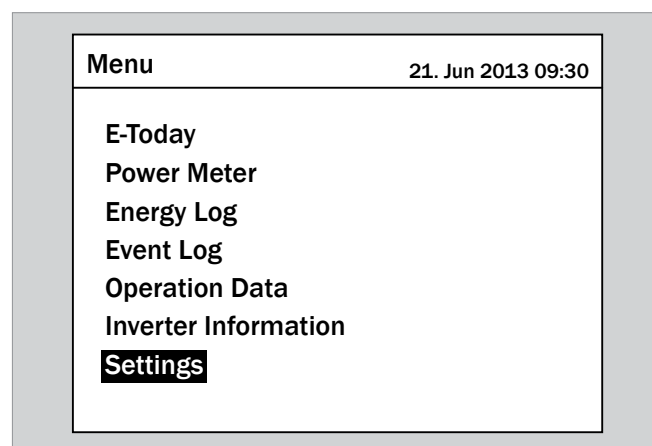 Menu 21. Jun 2013 09:30
E-Today
Power Meter
Energy Log
Event Log
Operation Data
Inverter Information
Settings